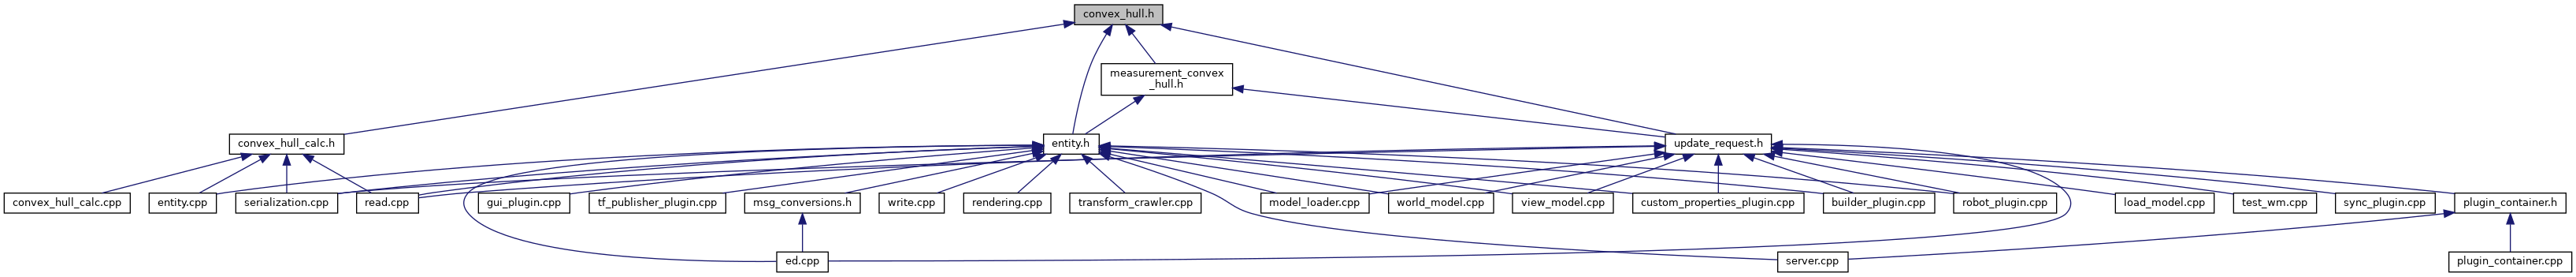 convex_hull.h
measurement_convex
_hull.h
convex_hull_calc.h
entity.h
update_request.h
convex_hull_calc.cpp
entity.cpp
serialization.cpp
read.cpp
gui_plugin.cpp
tf_publisher_plugin.cpp
msg_conversions.h
write.cpp
rendering.cpp
transform_crawler.cpp
model_loader.cpp
world_model.cpp
view_model.cpp
custom_properties_plugin.cpp
builder_plugin.cpp
robot_plugin.cpp
load_model.cpp
test_wm.cpp
sync_plugin.cpp
plugin_container.h
ed.cpp
server.cpp
plugin_container.cpp